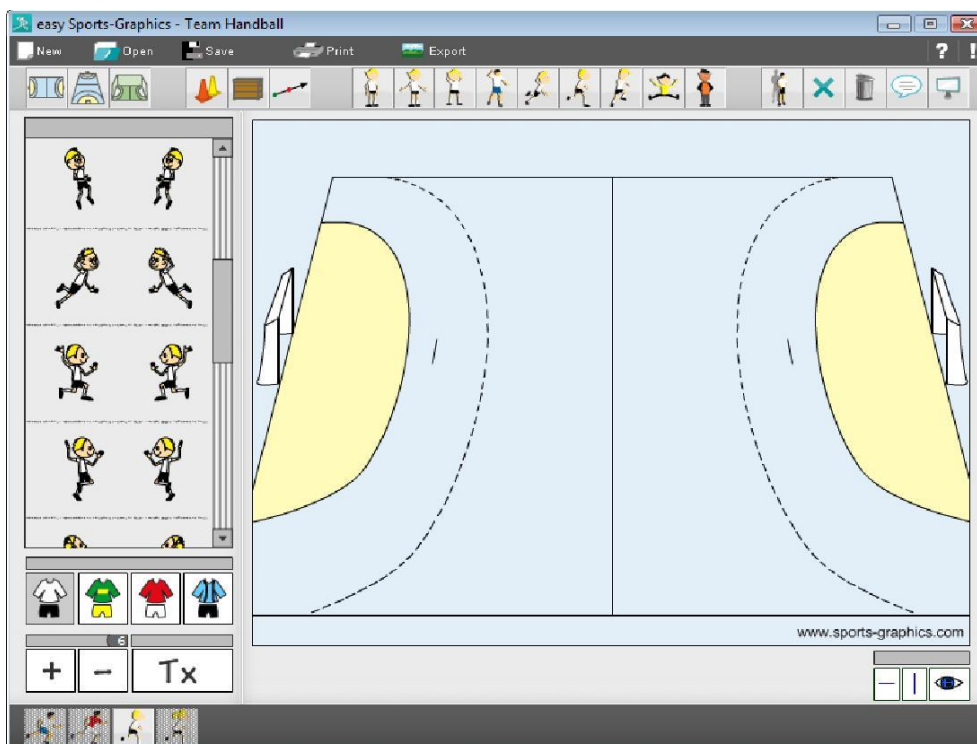 easy Sports-Graphics - Team Handball
New Open Save Print Export ? !
6
+ - Tx
www.sports-graphics.com